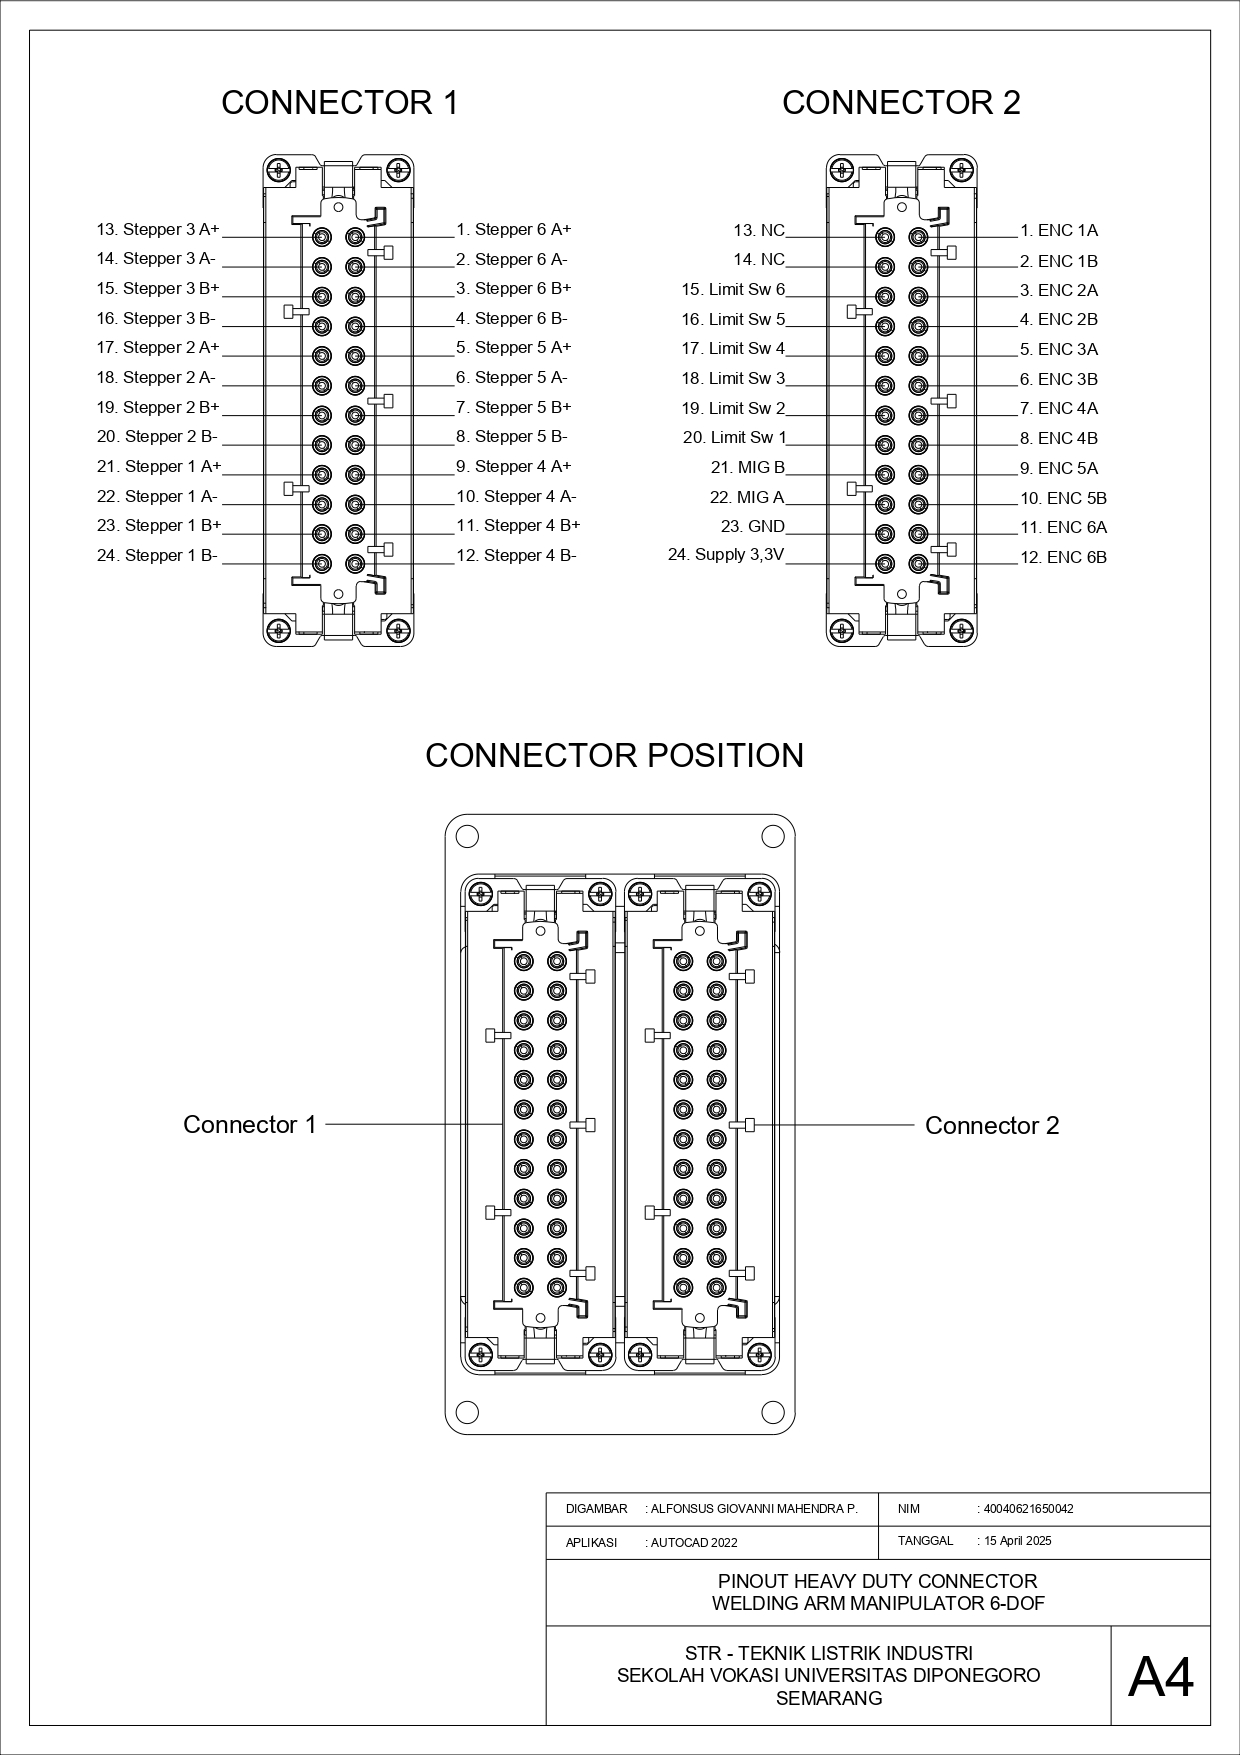 CONNECTOR 1
13. Stepper 3 A+
14. Stepper 3 A-
15. Stepper 3 B+
16. Stepper 3 B-
17. Stepper 2 A+
18. Stepper 2 A-
19. Stepper 2 B+
20. Stepper 2 B-
21. Stepper 1 A+
22. Stepper 1 A-
23. Stepper 1 B+
24. Stepper 1 B-
1. Stepper 6 A+
2. Stepper 6 A-
3. Stepper 6 B+
4. Stepper 6 B-
5. Stepper 5 A+
6. Stepper 5 A-
7. Stepper 5 B+
8. Stepper 5 B-
9. Stepper 4 A+
10. Stepper 4 A-
11. Stepper 4 B+
12. Stepper 4 B-
CONNECTOR 2
13. NC
14. NC
15. Limit Sw 6
16. Limit Sw 5
17. Limit Sw 4
18. Limit Sw 3
19. Limit Sw 2
20. Limit Sw 1
21. MIG B
22. MIG A
23. GND
24. Supply 3,3V
1. ENC 1A
2. ENC 1B
3. ENC 2A
4. ENC 2B
5. ENC 3A
6. ENC 3B
7. ENC 4A
8. ENC 4B
9. ENC 5A
10. ENC 5B
11. ENC 6A
12. ENC 6B
CONNECTOR POSITION
Connector 1
Connector 2
DIGAMBAR : ALFONSUS GIOVANNI MAHENDRA P.
NIM : 40040621650042
APLIKASI : AUTOCAD 2022
TANGGAL : 15 April 2025
PINOUT HEAVY DUTY CONNECTOR
WELDING ARM MANIPULATOR 6-DOF
STR - TEKNIK LISTRIK INDUSTRI
SEKOLAH VOKASI UNIVERSITAS DIPONEGORO
SEMARANG
A4